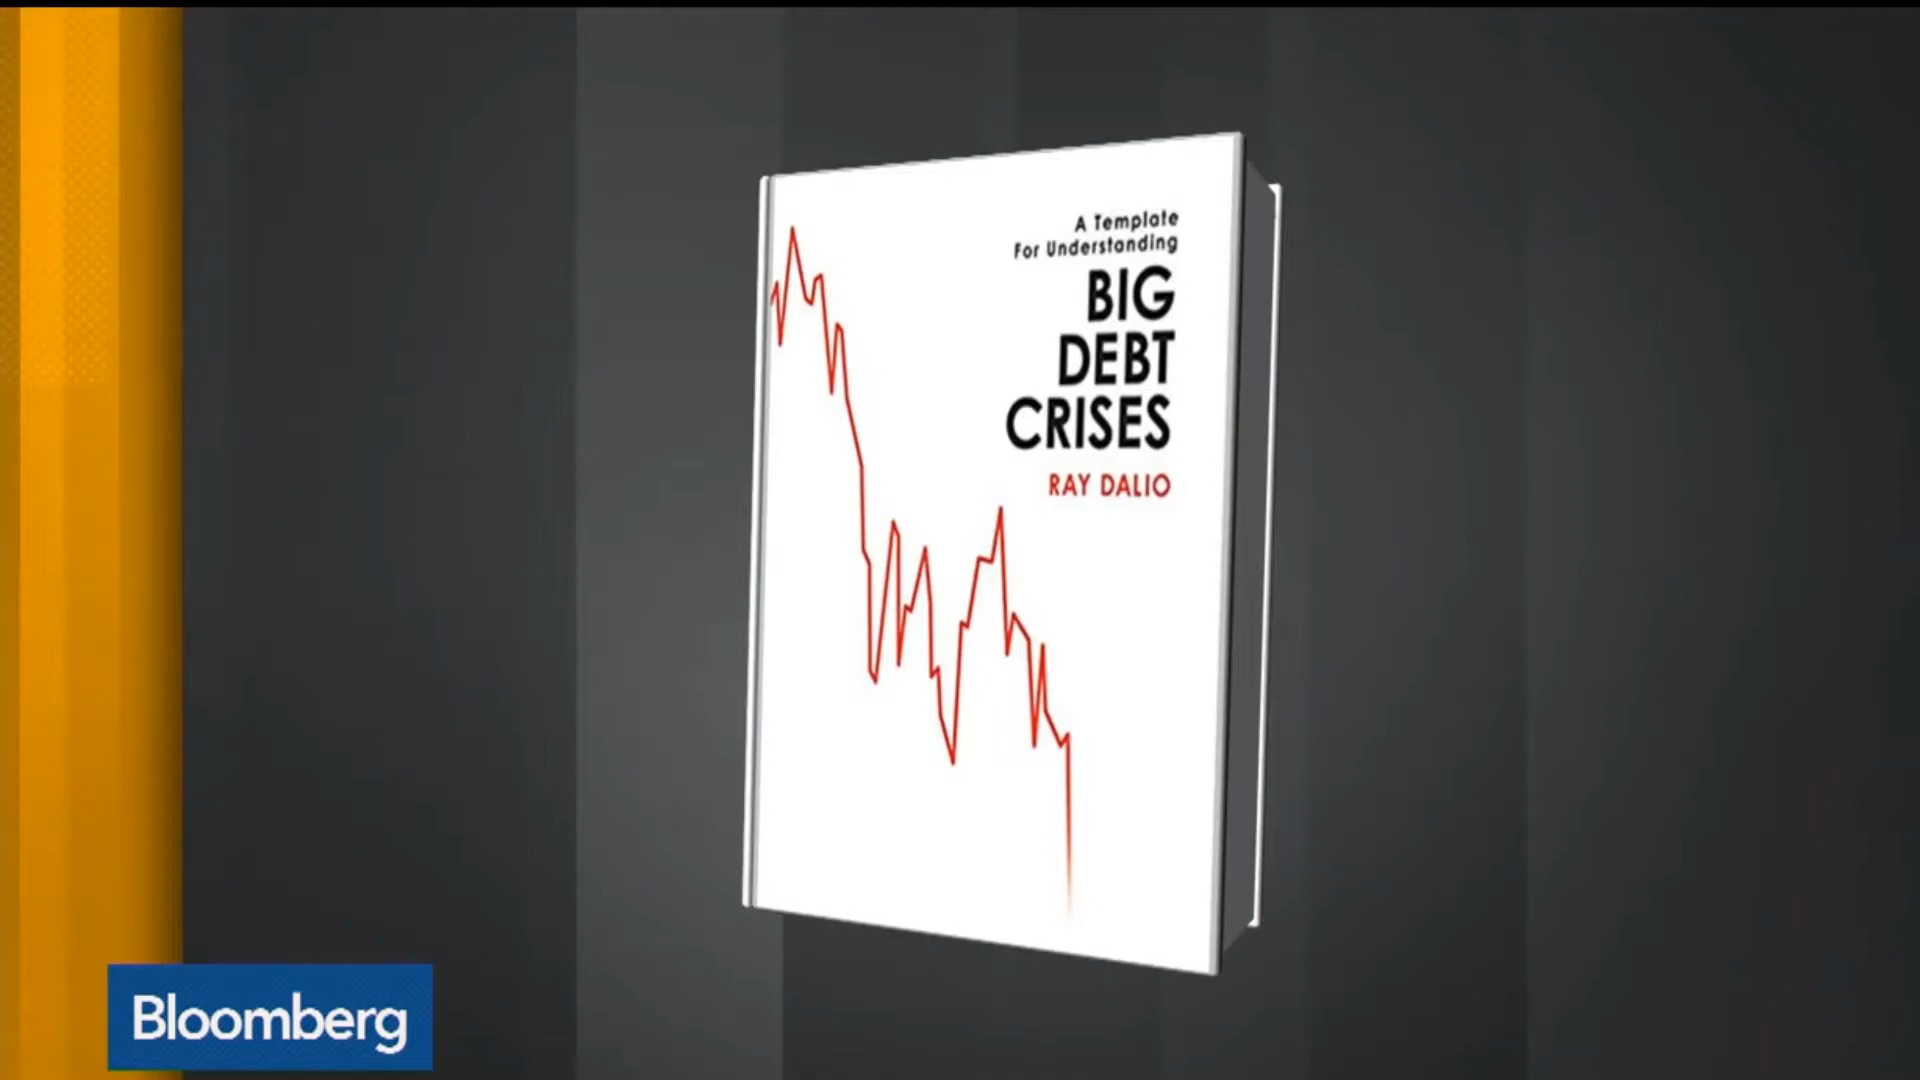 A Template
For Understanding
BIG
DEBT
CRISES
RAY DALIO
Bloomberg